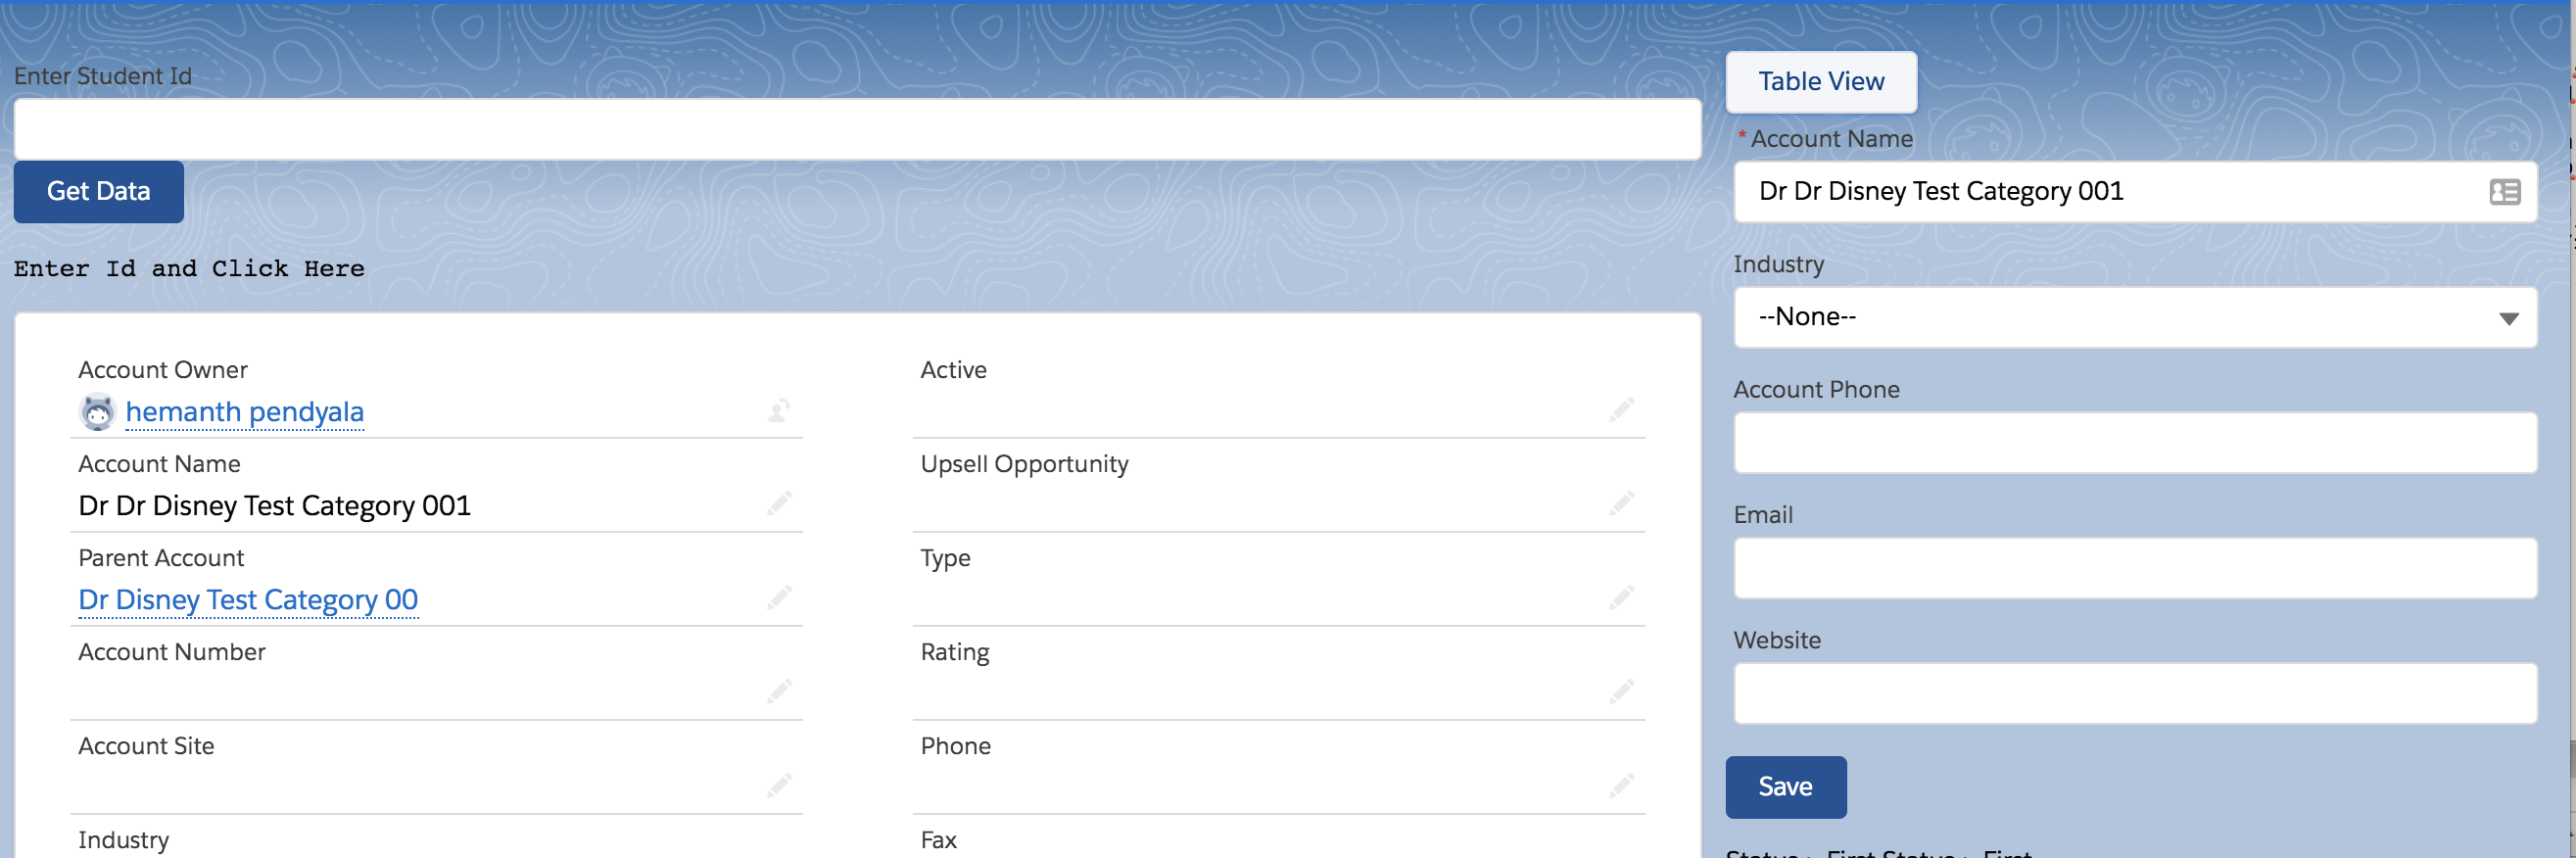 Enter Student Id
Get Data
Enter Id and Click Here
Account Owner
hemanth pendyala
Account Name
Dr Dr Disney Test Category 001
Parent Account
Dr Disney Test Category 00
Account Number
Account Site
Industry
Active
Upsell Opportunity
Type
Rating
Phone
Fax
Table View
* Account Name
Dr Dr Disney Test Category 001
Industry
--None--
Account Phone
Email
Website
Save